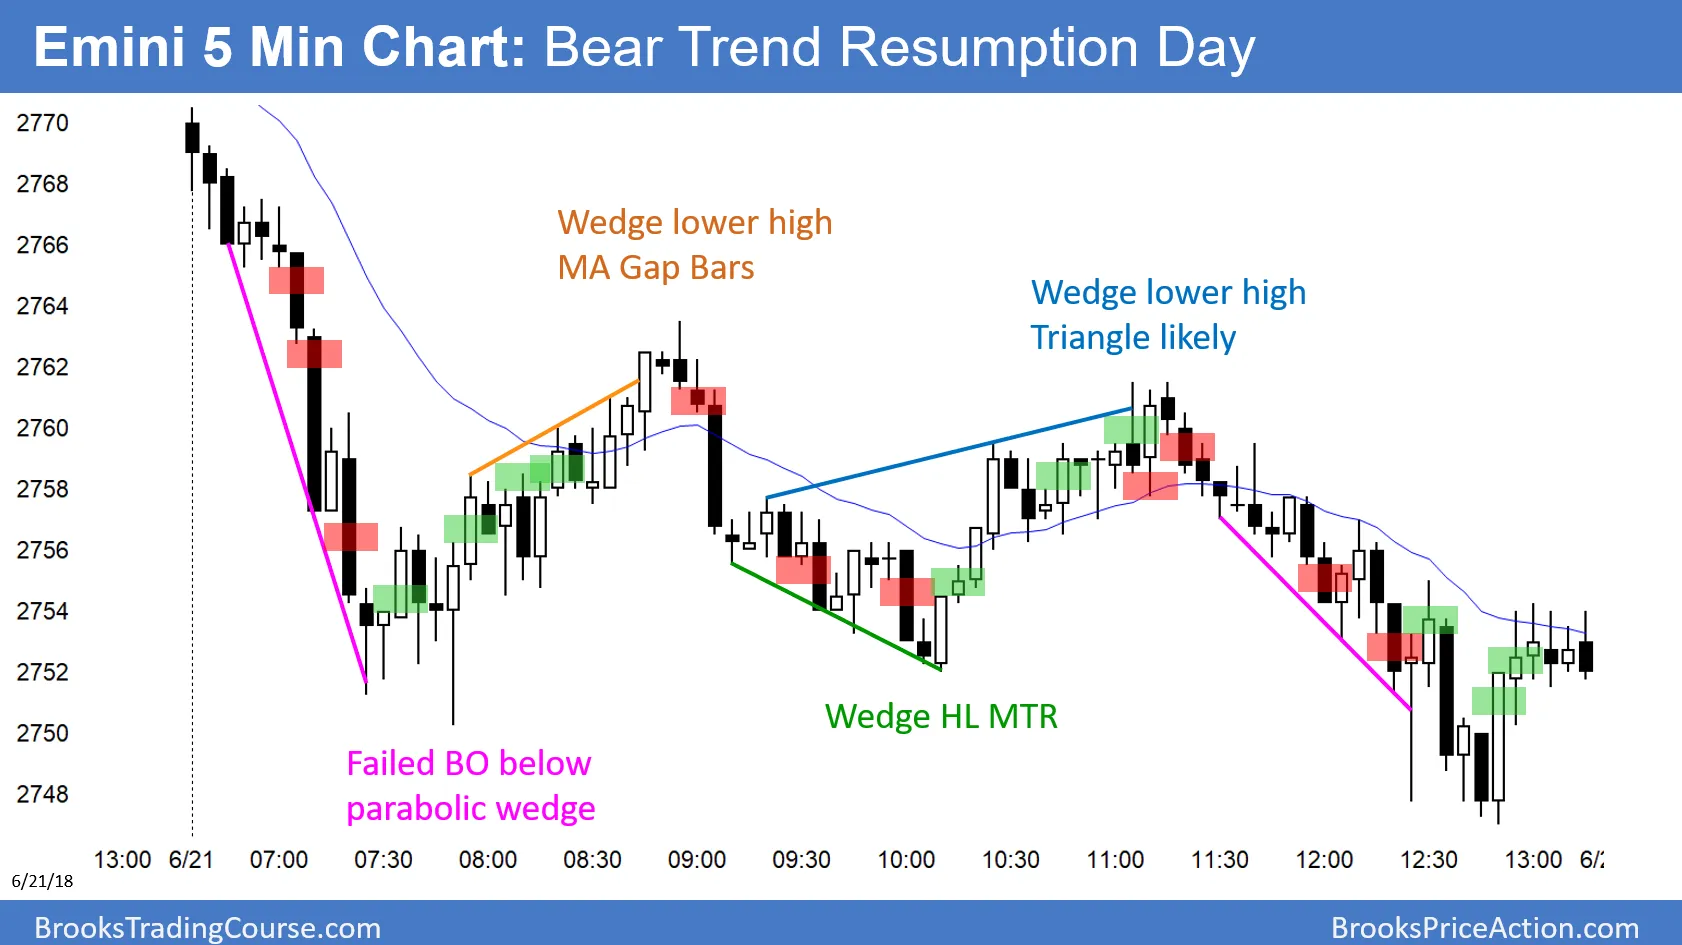 Emini 5 Min Chart: Bear Trend Resumption Day
2770
2768
2766
2764
2762
2760
2758
2756
2754
2752
2750
2748
Wedge lower high
MA Gap Bars
Wedge lower high
Triangle likely
Wedge HL MTR
Failed BO below
parabolic wedge
13:00 6/21 07:00 07:30 08:00 08:30 09:00 09:30 10:00 10:30 11:00 11:30 12:00 12:30 13:00
6/21/18
BrooksTradingCourse.com
BrooksPriceAction.com